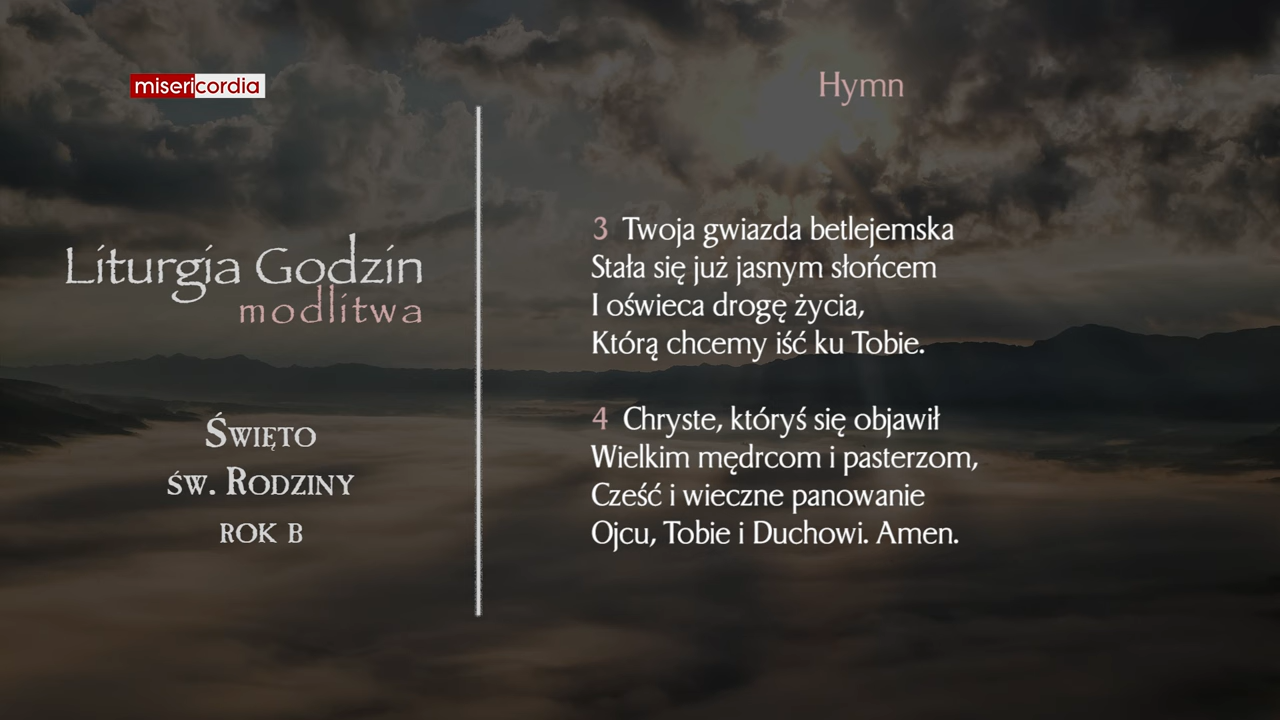 misericordia
Liturgia Godzin
modlitwa
Święto
św. Rodziny
rok B
Hymn
3 Twoja gwiazda betlejemska
Stała się już jasnym słońcem
I oświeca drogę życia,
Którą chcemy iść ku Tobie.
4 Chryste, któryś się objawił
Wielkim mędrcom i pasterzom,
Cześć i wieczne panowanie
Ojcu, Tobie i Duchowi. Amen.